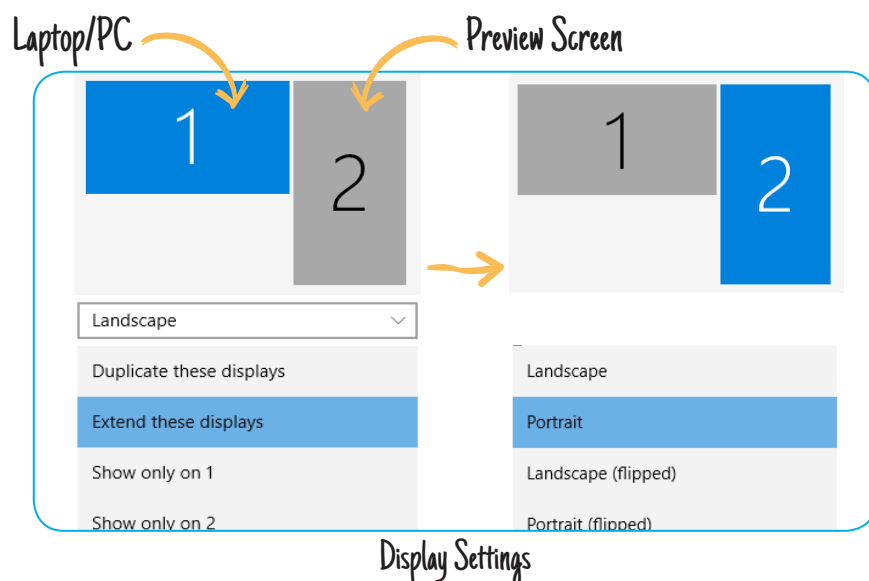 Laptop/PC
Preview Screen
1
2
1
2
Landscape
Duplicate these displays
Extend these displays
Show only on 1
Show only on 2
Landscape
Portrait
Landscape (flipped)
Portrait (flipped)
Display Settings